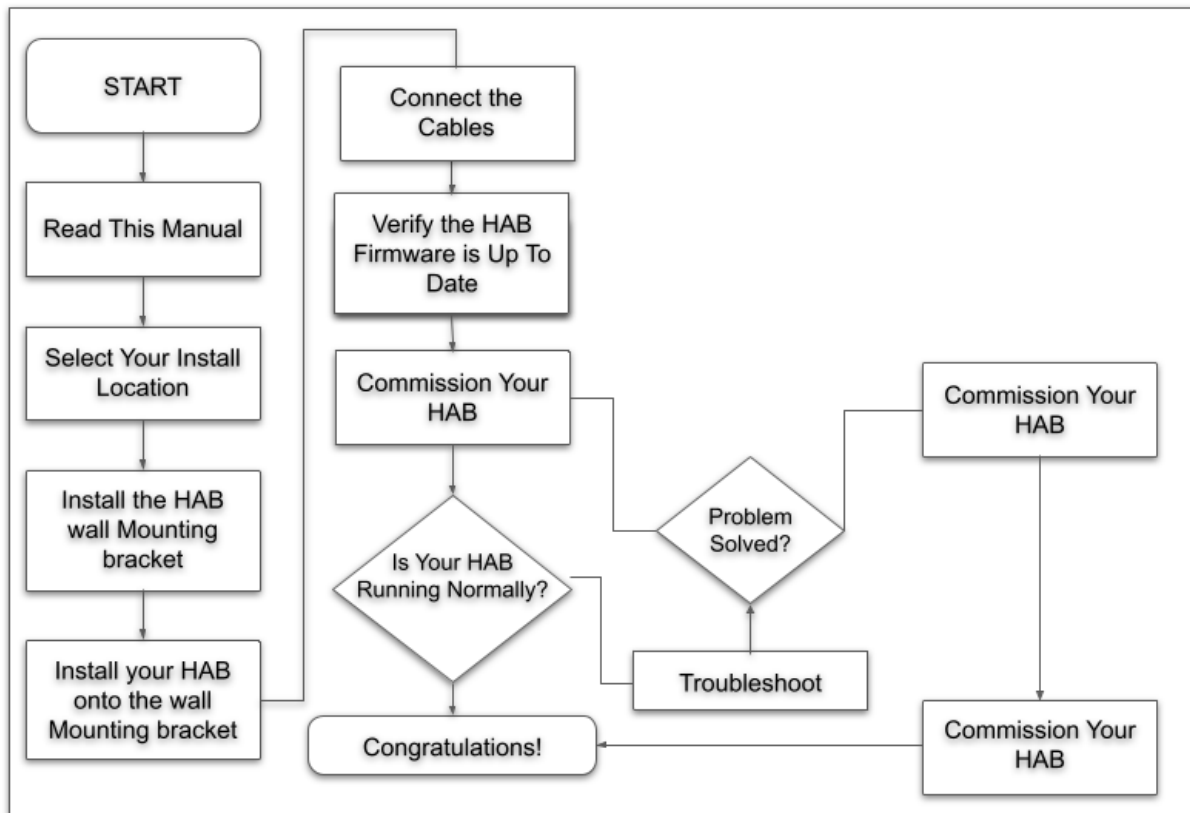 START
Read This Manual
Select Your Install
Location
Install the HAB
wall Mounting
bracket
Install your HAB
onto the wall
Mounting bracket
Connect the
Cables
Verify the HAB
Firmware is Up To
Date
Commission Your
HAB
Is Your HAB
Running Normally?
Congratulations!
Troubleshoot
Problem
Solved?
Commission Your
HAB
Commission Your
HAB